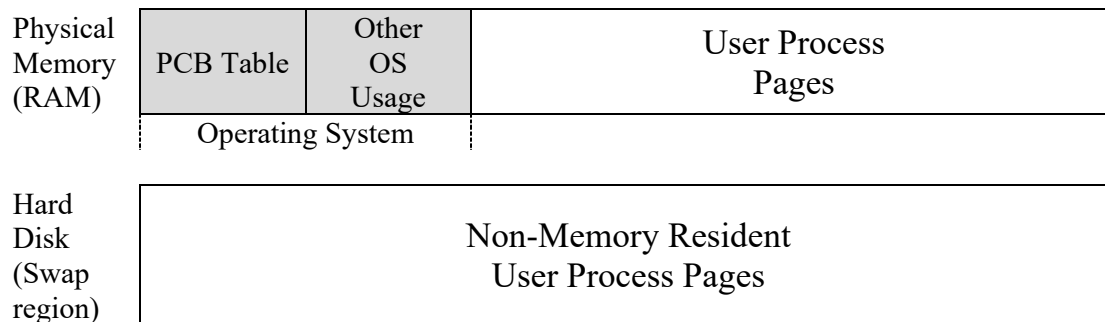 Physical
Memory
(RAM)
PCB Table
Other
OS
Usage
User Process
Pages
Operating System
Hard
Disk
(Swap
region)
Non-Memory Resident
User Process Pages